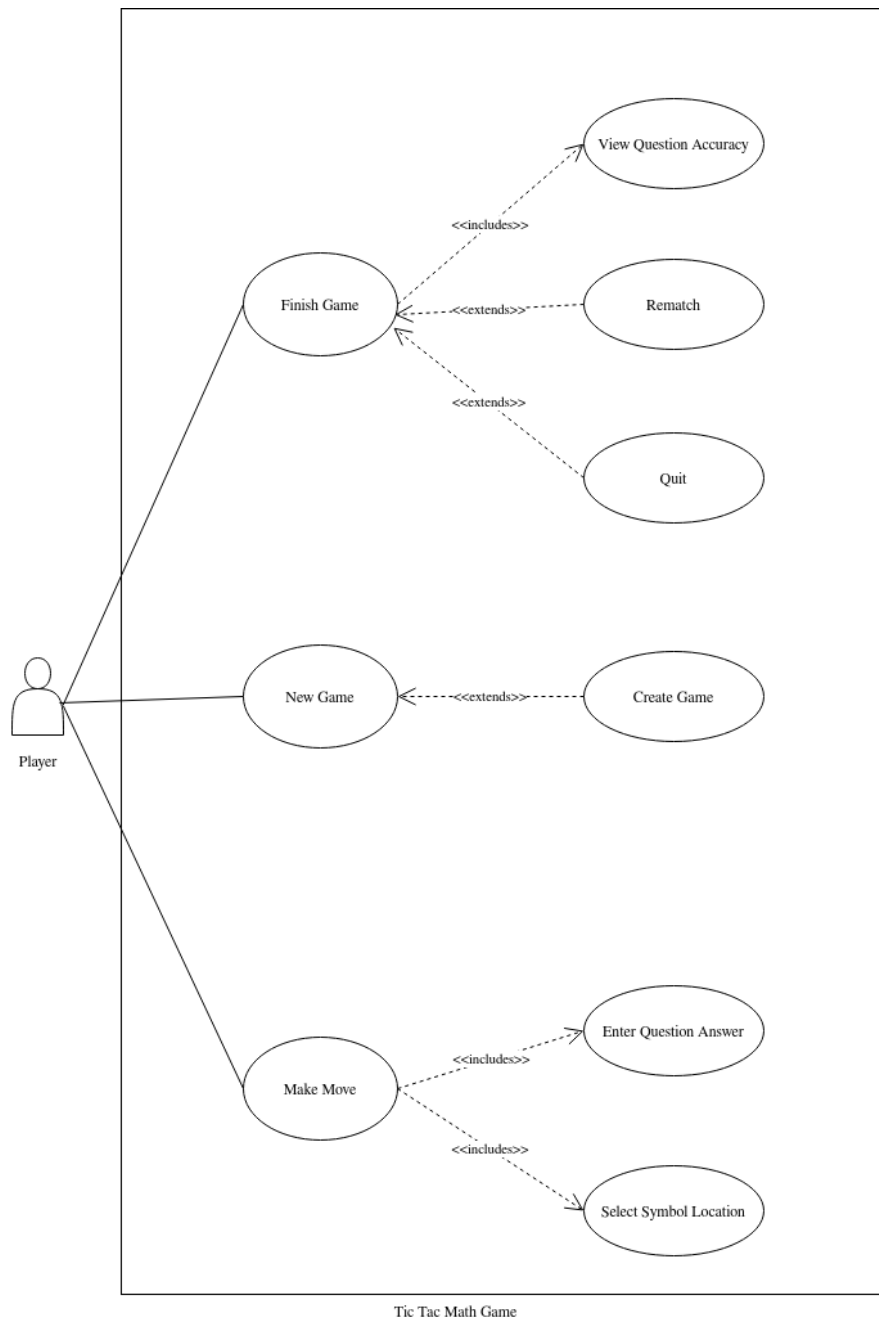 View Question Accuracy
<<includes>>
Finish Game
<<extends>>
Rematch
<<extends>>
Quit
New Game
<<extends>>
Create Game
Player
Enter Question Answer
<<includes>>
Make Move
<<includes>>
Select Symbol Location
Tic Tac Math Game